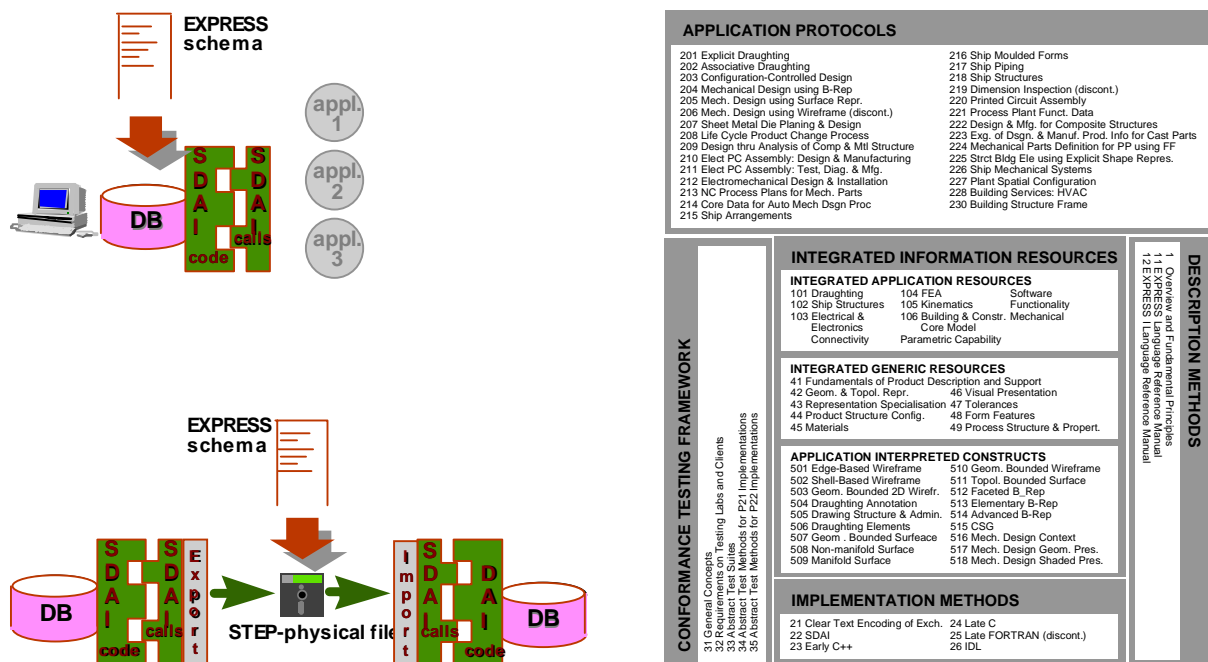 EXPRESS
schema
appl.
1
appl.
2
appl.
3
DB
SDAI
code
SDAI
calls
EXPRESS
schema
DB
SDAI
code
SDAI
calls
Export
STEP-physical file
Import
SDAI
calls
DAI
code
DB
APPLICATION PROTOCOLS
201 Explicit Draughting
202 Associative Draughting
203 Configuration-Controlled Design
204 Mechanical Design using B-Rep
205 Mech. Design using Surface Repr.
206 Mech. Design using Wireframe (discont.)
207 Sheet Metal Die Planing & Design
208 Life Cycle Product Change Process
209 Design thru Analysis of Comp & Mtl Structure
210 Elect PC Assembly: Design & Manufacturing
211 Elect PC Assembly: Test, Diag. & Mfg.
212 Electromechanical Design & Installation
213 NC Process Plans for Mech. Parts
214 Core Data for Auto Mech Dsgn Proc
215 Ship Arrangements
216 Ship Moulded Forms
217 Ship Piping
218 Ship Structures
219 Dimension Inspection (discont.)
220 Printed Circuit Assembly
221 Process Plant Funct. Data
222 Design & Mfg. for Composite Structures
223 Exg. of Dsgn. & Manuf. Prod. Info for Cast Parts
224 Mechanical Parts Definition for PP using FF
225 Strct Bldg Ele using Explicit Shape Repres.
226 Ship Mechanical Systems
227 Plant Spatial Configuration
228 Building Services: HVAC
230 Building Structure Frame
CONFORMANCE TESTING FRAMEWORK
31 General Concepts
32 Requirements on Testing Labs and Clients
33 Abstract Test Suites
34 Abstract Test Methods for P21 Implementations
35 Abstract Test Methods for P22 Implementations
INTEGRATED INFORMATION RESOURCES
INTEGRATED APPLICATION RESOURCES
101 Draughting
102 Ship Structures
103 Electrical &
Electronics
Connectivity
104 FEA
105 Kinematics
106 Building & Constr.
Core Model
Parametric Capability
Software
Functionality
Mechanical
INTEGRATED GENERIC RESOURCES
41 Fundamentals of Product Description and Support
42 Geom. & Topol. Repr.
43 Representation Specialisation
44 Product Structure Config.
45 Materials
46 Visual Presentation
47 Tolerances
48 Form Features
49 Process Structure & Propert.
APPLICATION INTERPRETED CONSTRUCTS
501 Edge-Based Wireframe
502 Shell-Based Wireframe
503 Geom. Bounded 2D Wirefr.
504 Draughting Annotation
505 Drawing Structure & Admin.
506 Draughting Elements
507 Geom . Bounded Surfeace
508 Non-manifold Surface
509 Manifold Surface
510 Geom. Bounded Wireframe
511 Topol. Bounded Surface
512 Faceted B_Rep
513 Elementary B-Rep
514 Advanced B-Rep
515 CSG
516 Mech. Design Context
517 Mech. Design Geom. Pres.
518 Mech. Design Shaded Pres.
IMPLEMENTATION METHODS
21 Clear Text Encoding of Exch.
22 SDAI
23 Early C++
24 Late C
25 Late FORTRAN (discont.)
26 IDL
DESCRIPTION METHODS
1 Overview and Fundamental Principles
11 EXPRESS Language Reference Manual
12 EXPRESS I Language Reference Manual